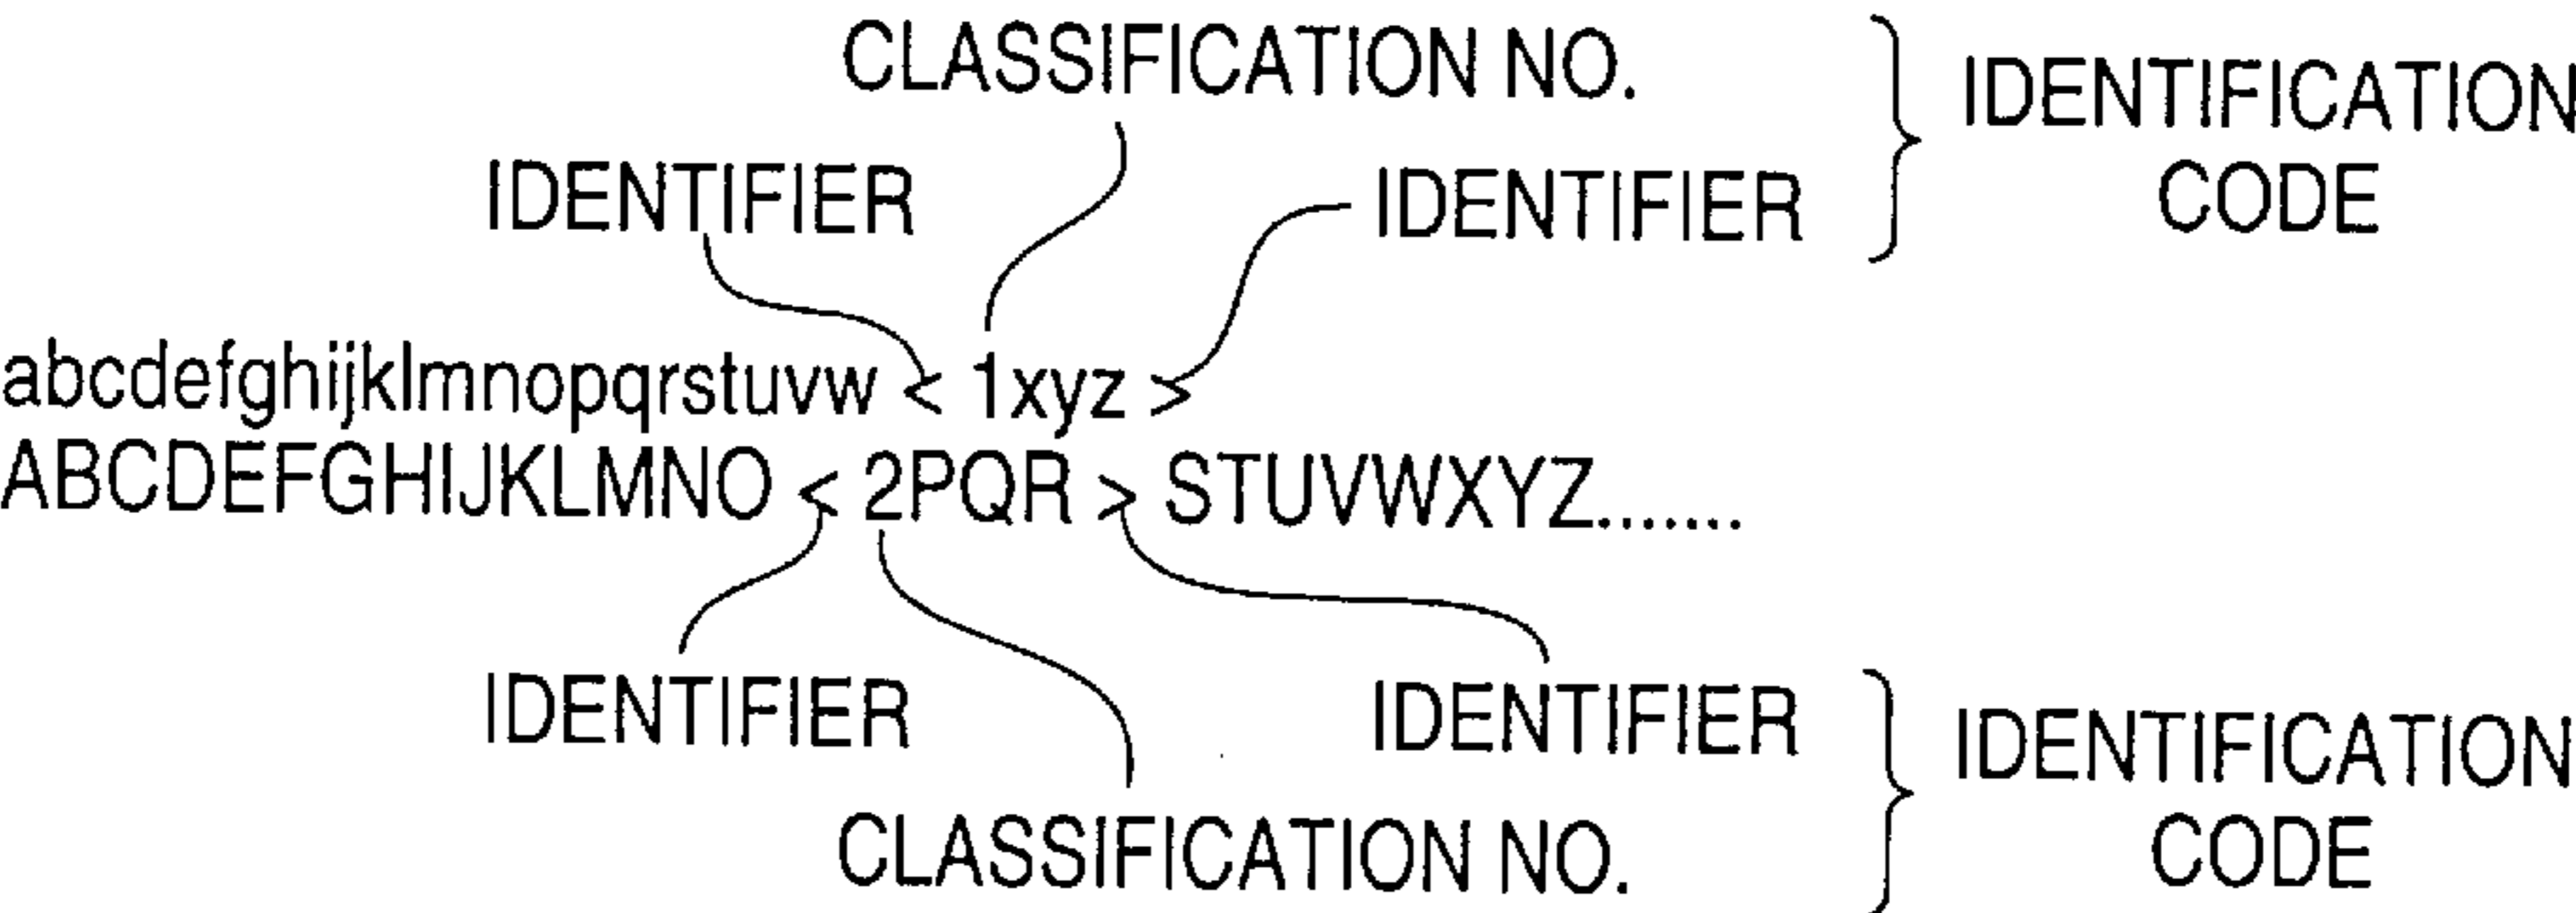 CLASSIFICATION NO.
IDENTIFIER IDENTIFIER
IDENTIFICATION
CODE
abcdefghijklmnopqrstuvw < 1xyz >
ABCDEFGHIJKLMNO < 2PQR > STUVWXYZ.......
IDENTIFIER IDENTIFIER
CLASSIFICATION NO.
IDENTIFICATION
CODE